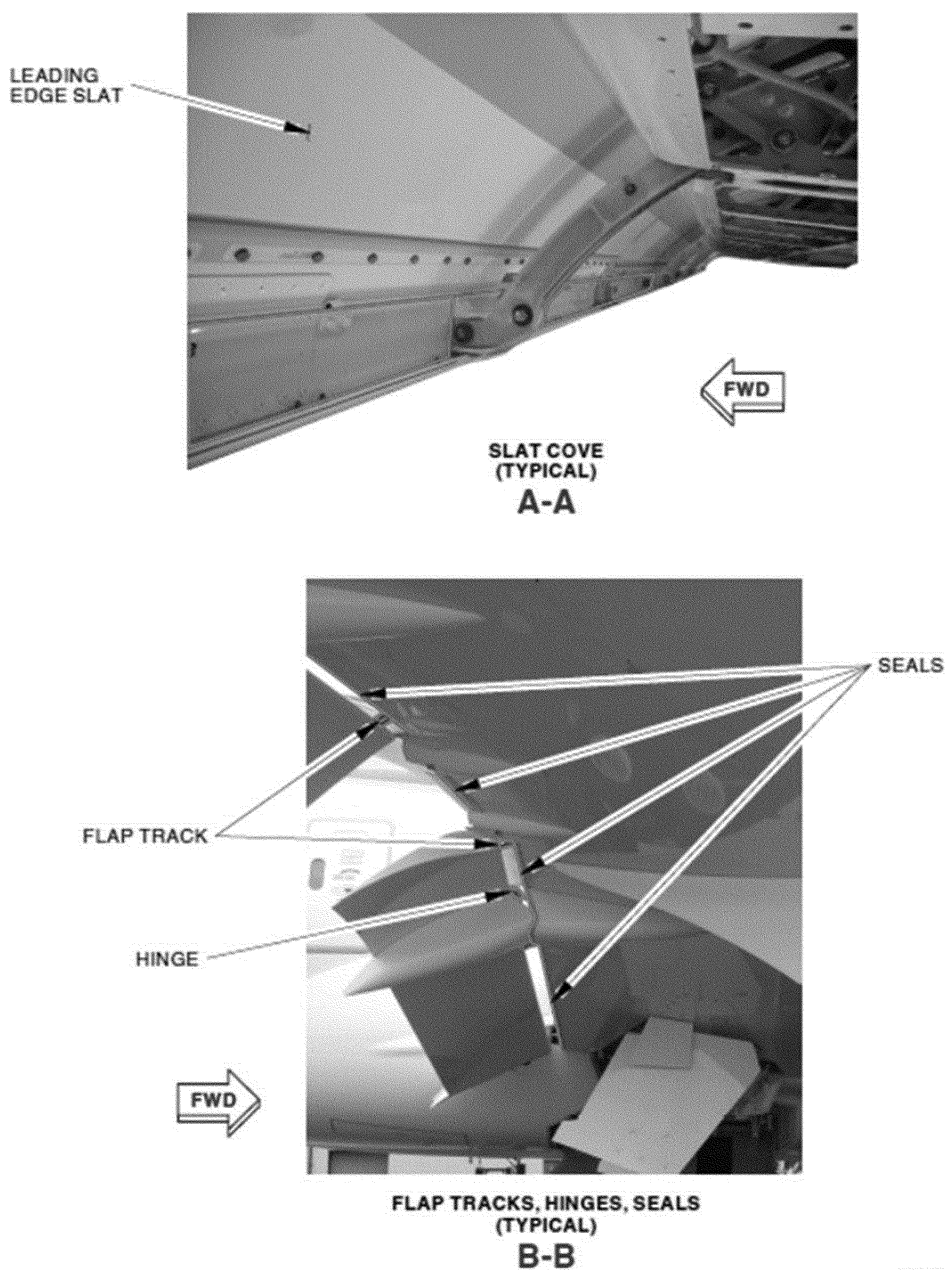 LEADING
EDGE SLAT
FWD
SLAT COVE
(TYPICAL)
A-A
SEALS
FLAP TRACK
HINGE
FWD
FLAP TRACKS, HINGES, SEALS
(TYPICAL)
B-B